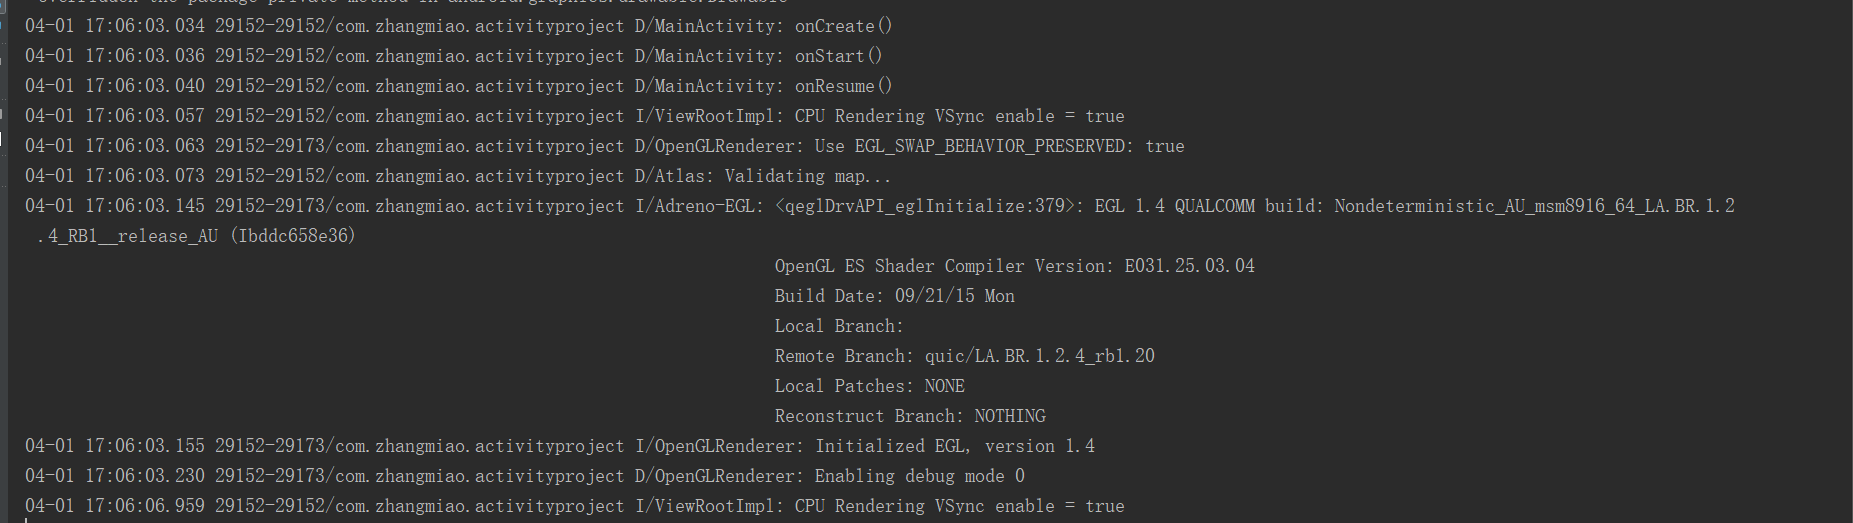 overridden the package-private method in android.graphics.drawable.Drawable
04-01 17:06:03.034 29152-29152/com.zhangmiao.activityproject D/MainActivity: onCreate()
04-01 17:06:03.036 29152-29152/com.zhangmiao.activityproject D/MainActivity: onStart()
04-01 17:06:03.040 29152-29152/com.zhangmiao.activityproject D/MainActivity: onResume()
04-01 17:06:03.057 29152-29152/com.zhangmiao.activityproject I/ViewRootImpl: CPU Rendering VSync enable = true
04-01 17:06:03.063 29152-29173/com.zhangmiao.activityproject D/OpenGLRenderer: Use EGL_SWAP_BEHAVIOR_PRESERVED: true
04-01 17:06:03.073 29152-29152/com.zhangmiao.activityproject D/Atlas: Validating map...
04-01 17:06:03.145 29152-29173/com.zhangmiao.activityproject I/Adreno-EGL: <qeglDrvAPI_eglInitialize:379>: EGL 1.4 QUALCOMM build: Nondeterministic_AU_msm8916_64_LA.BR.1.2
.4_RB1__release_AU (Ibddc658e36)
OpenGL ES Shader Compiler Version: E031.25.03.04
Build Date: 09/21/15 Mon
Local Branch:
Remote Branch: quic/LA.BR.1.2.4_rb1.20
Local Patches: NONE
Reconstruct Branch: NOTHING
04-01 17:06:03.155 29152-29173/com.zhangmiao.activityproject I/OpenGLRenderer: Initialized EGL, version 1.4
04-01 17:06:03.230 29152-29173/com.zhangmiao.activityproject D/OpenGLRenderer: Enabling debug mode 0
04-01 17:06:06.959 29152-29152/com.zhangmiao.activityproject I/ViewRootImpl: CPU Rendering VSync enable = true